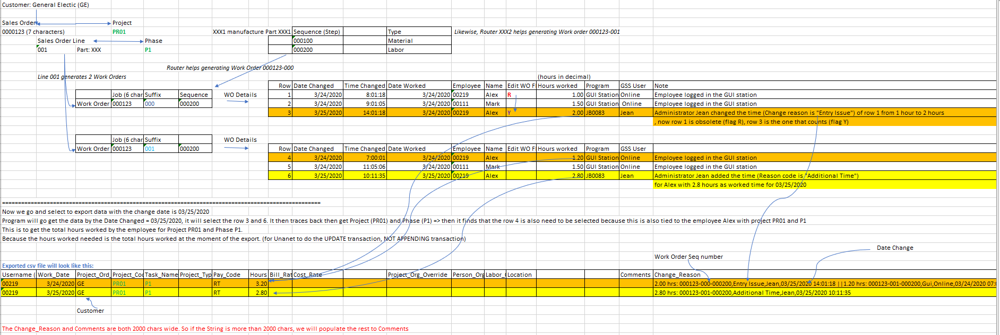 Customer: General Electic (GE)
Sales Order Project
0000123 (7 characters) PR01 XXX1 manufacture Part XXX1 Sequence (Step) Type Likewise, Router XXX2 helps generating Work order 000123-001
Sales Order Line Phase 000100 Material
001 Part: XXX P1 000200 Labor
Router helps generating Work Order 000123-000
Line 001 generates 2 Work Orders (hours in decimal)
Row Date Changed Time Changed Date Worked Employee Name Edit WO Fl Hours worked Program GSS User Note
Job (6 char Suffix Sequence WO Details 1 3/24/2020 8:01:18 3/24/2020 00219 Alex R 1.00 GUI Station Online Employee logged in the GUI station
Work Order 000123 000 000200 2 3/24/2020 9:01:05 3/24/2020 00111 Mark 1.50 GUI Station Online Employee logged in the GUI station
3 3/25/2020 14:01:18 3/24/2020 00219 Alex Y 2.00 JB0083 Jean Administrator Jean changed the time (Change reason is "Entry Issue") of row 1 from 1 hour to 2 hours
, now row 1 is obsolete (flag R), row 3 is the one that counts (flag Y)
Job (6 char Suffix WO Details
Work Order 000123 001 000200 Row Date Changed Time Changed Date Worked Employee Name Edit WO Fl Hours worked Program GSS User
4 3/24/2020 7:00:01 3/24/2020 00219 Alex 1.20 GUI Station Online Employee logged in the GUI station
5 3/24/2020 11:05:06 3/24/2020 00111 Mark 1.50 GUI Station Online Employee logged in the GUI station
6 3/25/2020 10:11:35 3/25/2020 00219 Alex 2.80 JB0083 Jean Administrator Jean added the time (Reason code is "Additional Time")
for Alex with 2.8 hours as worked time for 03/25/2020
====================================================================================================
Now we go and select to export data with the change date is 03/25/2020
Program will go get the data by the Date Changed = 03/25/2020, it will select the row 3 and 6. It then traces back then get Project (PR01) and Phase (P1) => then it finds that the row 4 is also need to be selected because this is also tied to the employee Alex with project PR01 and P1
This is to get the total hours worked by the employee for Project PR01 and Phase P1.
Because the hours worked needed is the total hours worked at the moment of the export. (for Unanet to do the UPDATE transaction, NOT APPENDING transaction)
Date Change
Work Order Seq number
Exported csv file will look like this:
Username ( Work_Date Project_Ord Project_Cod Task_Name Project_Typ Pay_Code Hours Bill_Rat Cost_Rate Project_Org_Override Person_Org Labor_ Location Comments Change_Reason
00219 3/24/2020 GE PR01 P1 RT 3.20 2.00 hrs: 000123-000-000200,Entry Issue,Jean,03/25/2020 14:01:18 ||1.20 hrs: 000123-001-000200,Gui,Online,03/24/2020 07:0
00219 3/25/2020 GE PR01 P1 RT 2.80 2.80 hrs: 000123-001-000200,Additional Time,Jean,03/25/2020 10:11:35
Customer
The Change_Reason and Comments are both 2000 chars wide. So if the String is more than 2000 chars, we will populate the rest to Comments